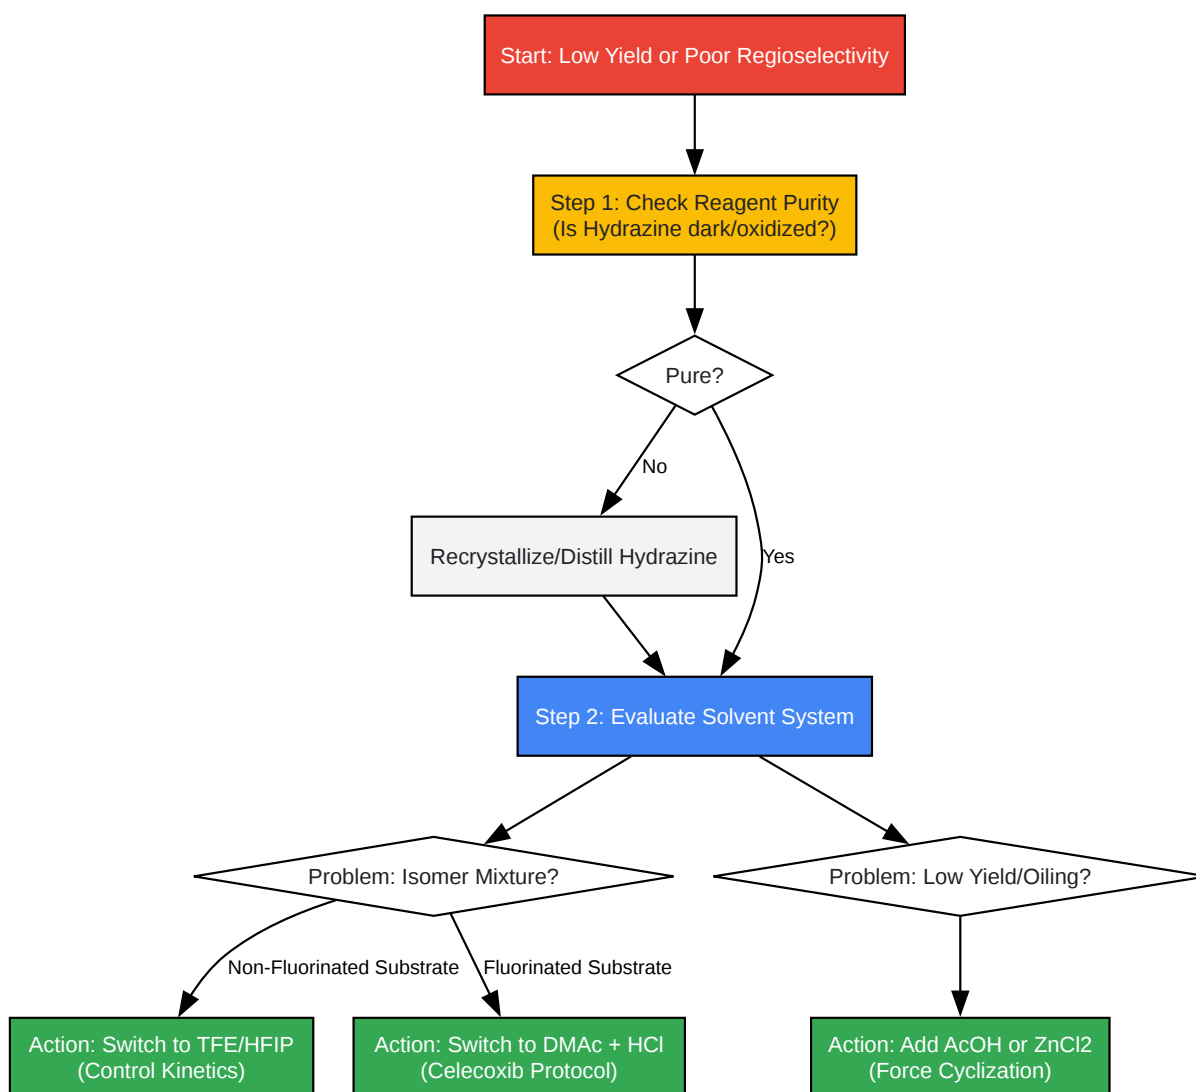 Start: Low Yield or Poor Regioselectivity
Step 1: Check Reagent Purity
(Is Hydrazine dark/oxidized?)
Pure?
No
Yes
Recrystallize/Distill Hydrazine
Step 2: Evaluate Solvent System
Problem: Isomer Mixture?
Problem: Low Yield/Oiling?
Non-Fluorinated Substrate
Fluorinated Substrate
Action: Switch to TFE/HFIP
(Control Kinetics)
Action: Switch to DMAc + HCl
(Celecoxib Protocol)
Action: Add AcOH or ZnCl2
(Force Cyclization)